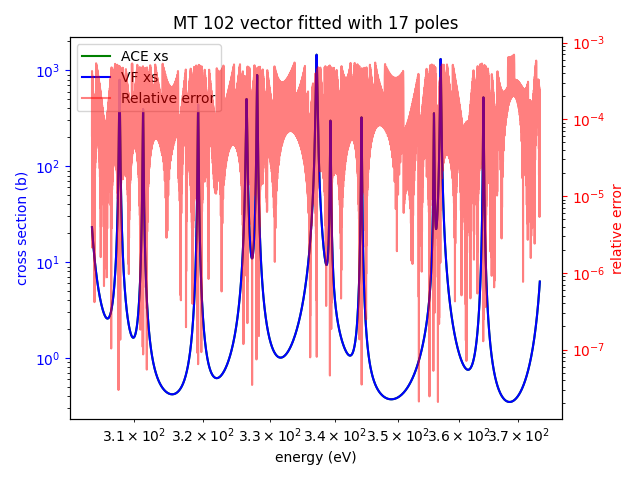 MT 102 vector fitted with 17 poles
ACE xs
VF xs
Relative error
cross section (b)
10³
10²
10¹
10⁰
10⁻³
10⁻⁴
10⁻⁵
10⁻⁶
10⁻⁷
relative error
3.1 × 10² 3.2 × 10² 3.3 × 10² 3.4 × 10² 3.5 × 10² 3.6 × 10² 3.7 × 10²
energy (eV)